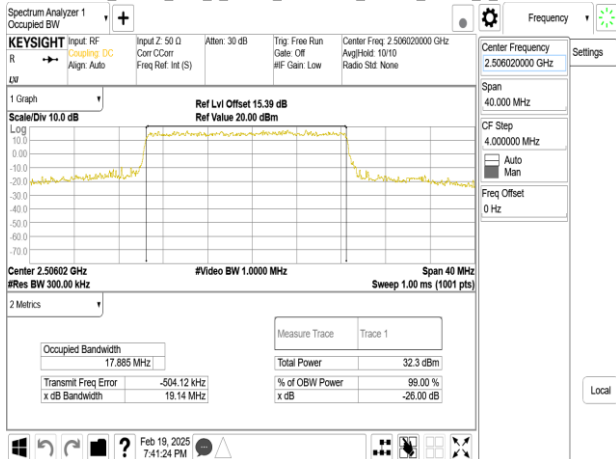 Spectrum Analyzer 1
Occupied BW
+
Frequency
KEYSIGHT
R
LXI
Input: RF
Coupling: DC
Align: Auto
Input Z: 50 Ω
Corr CCorr
Freq Ref: Int (S)
Atten: 30 dB
Trig: Free Run
Gate: Off
#IF Gain: Low
Center Freq: 2.506020000 GHz
Avg|Hold: 10/10
Radio Std: None
Center Frequency
2.506020000 GHz
Settings
Span
40.000 MHz
CF Step
4.000000 MHz
Auto
Man
Freq Offset
0 Hz
Local
1 Graph
Scale/Div 10.0 dB
Ref Lvl Offset 15.39 dB
Ref Value 20.00 dBm
Log
10.0
0.00
-10.0
-20.0
-30.0
-40.0
-50.0
-60.0
-70.0
Center 2.50602 GHz
#Res BW 300.00 kHz
#Video BW 1.0000 MHz
Span 40 MHz
Sweep 1.00 ms (1001 pts)
2 Metrics
Measure Trace Trace 1
Occupied Bandwidth
17.885 MHz
Total Power 32.3 dBm
Transmit Freq Error -504.12 kHz
% of OBW Power 99.00 %
x dB Bandwidth 19.14 MHz
x dB -26.00 dB
?
Feb 19, 2025
7:41:24 PM